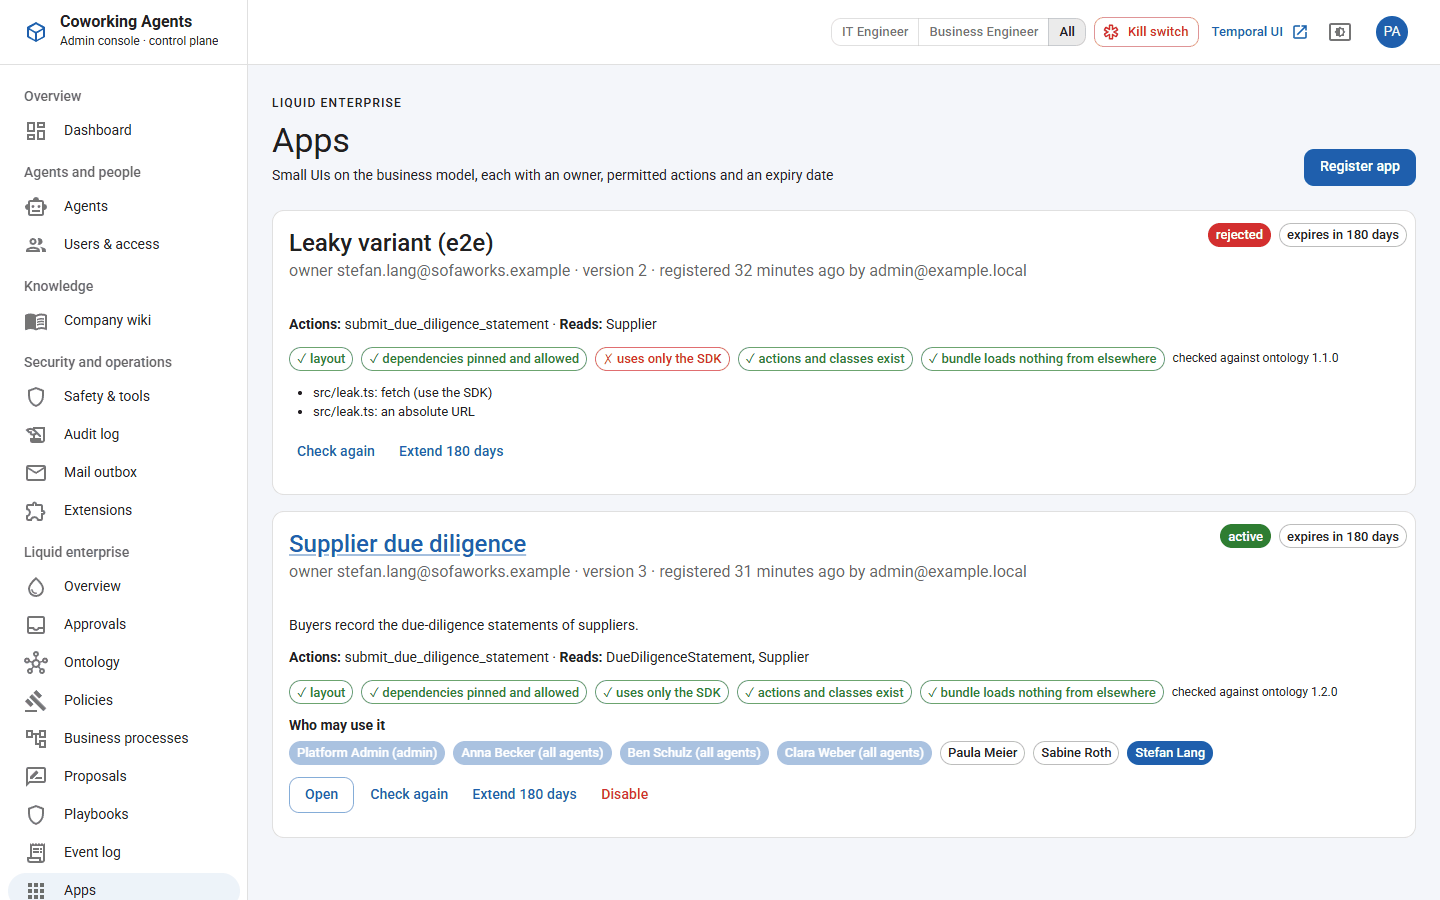 Coworking Agents
Admin console · control plane
IT Engineer
Business Engineer
All
Kill switch
Temporal UI
PA
Overview
Dashboard
Agents and people
Agents
Users & access
Knowledge
Company wiki
Security and operations
Safety & tools
Audit log
Mail outbox
Extensions
Liquid enterprise
Overview
Approvals
Ontology
Policies
Business processes
Proposals
Playbooks
Event log
Apps
LIQUID ENTERPRISE
Apps
Small UIs on the business model, each with an owner, permitted actions and an expiry date
Register app
Leaky variant (e2e)
rejected
expires in 180 days
owner stefan.lang@sofaworks.example · version 2 · registered 32 minutes ago by admin@example.local
Actions: submit_due_diligence_statement · Reads: Supplier
✓ layout
✓ dependencies pinned and allowed
✗ uses only the SDK
✓ actions and classes exist
✓ bundle loads nothing from elsewhere
checked against ontology 1.1.0
• src/leak.ts: fetch (use the SDK)
• src/leak.ts: an absolute URL
Check again
Extend 180 days
Supplier due diligence
active
expires in 180 days
owner stefan.lang@sofaworks.example · version 3 · registered 31 minutes ago by admin@example.local
Buyers record the due-diligence statements of suppliers.
Actions: submit_due_diligence_statement · Reads: DueDiligenceStatement, Supplier
✓ layout
✓ dependencies pinned and allowed
✓ uses only the SDK
✓ actions and classes exist
✓ bundle loads nothing from elsewhere
checked against ontology 1.2.0
Who may use it
Platform Admin (admin)
Anna Becker (all agents)
Ben Schulz (all agents)
Clara Weber (all agents)
Paula Meier
Sabine Roth
Stefan Lang
Open
Check again
Extend 180 days
Disable